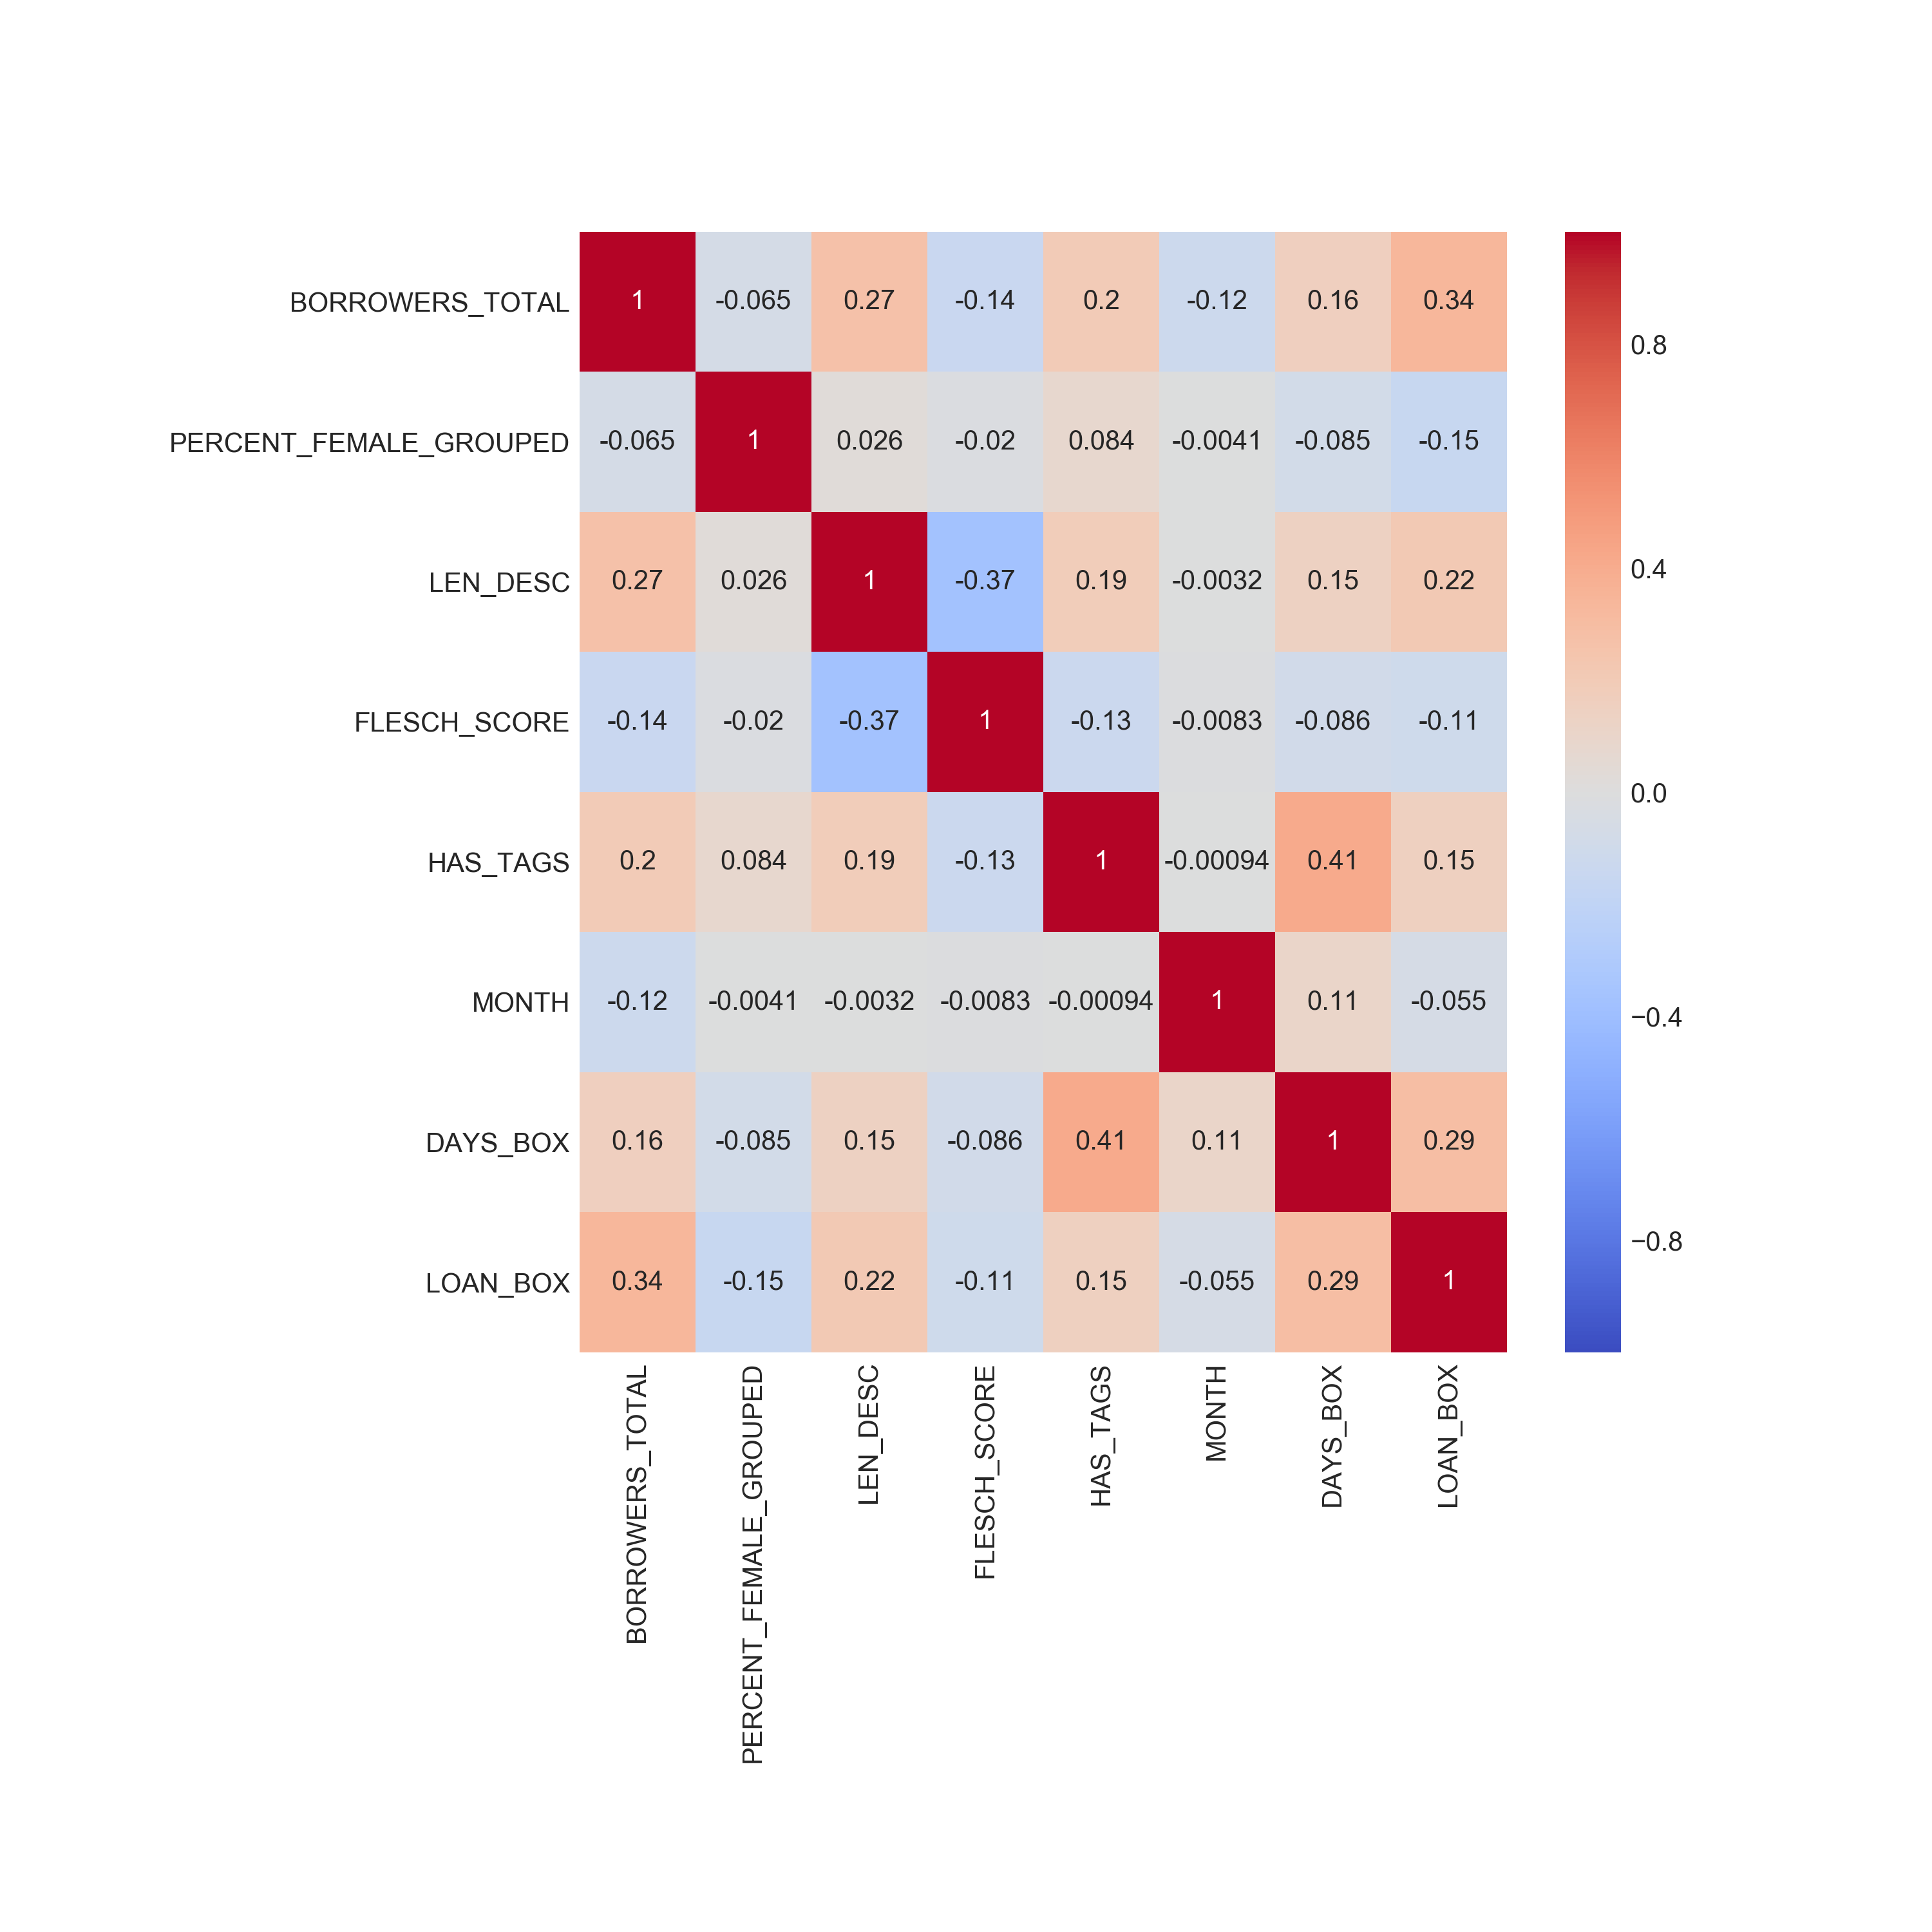 BORROWERS_TOTAL 1 -0.065 0.27 -0.14 0.2 -0.12 0.16 0.34
0.8
PERCENT_FEMALE_GROUPED -0.065 1 0.026 -0.02 0.084 -0.0041 -0.085 -0.15
LEN_DESC 0.27 0.026 1 -0.37 0.19 -0.0032 0.15 0.22
0.4
FLESCH_SCORE -0.14 -0.02 -0.37 1 -0.13 -0.0083 -0.086 -0.11
0.0
HAS_TAGS 0.2 0.084 0.19 -0.13 1 -0.00094 0.41 0.15
MONTH -0.12 -0.0041 -0.0032 -0.0083 -0.00094 1 0.11 -0.055
−0.4
DAYS_BOX 0.16 -0.085 0.15 -0.086 0.41 0.11 1 0.29
−0.8
LOAN_BOX 0.34 -0.15 0.22 -0.11 0.15 -0.055 0.29 1
BORROWERS_TOTAL
PERCENT_FEMALE_GROUPED
LEN_DESC
FLESCH_SCORE
HAS_TAGS
MONTH
DAYS_BOX
LOAN_BOX